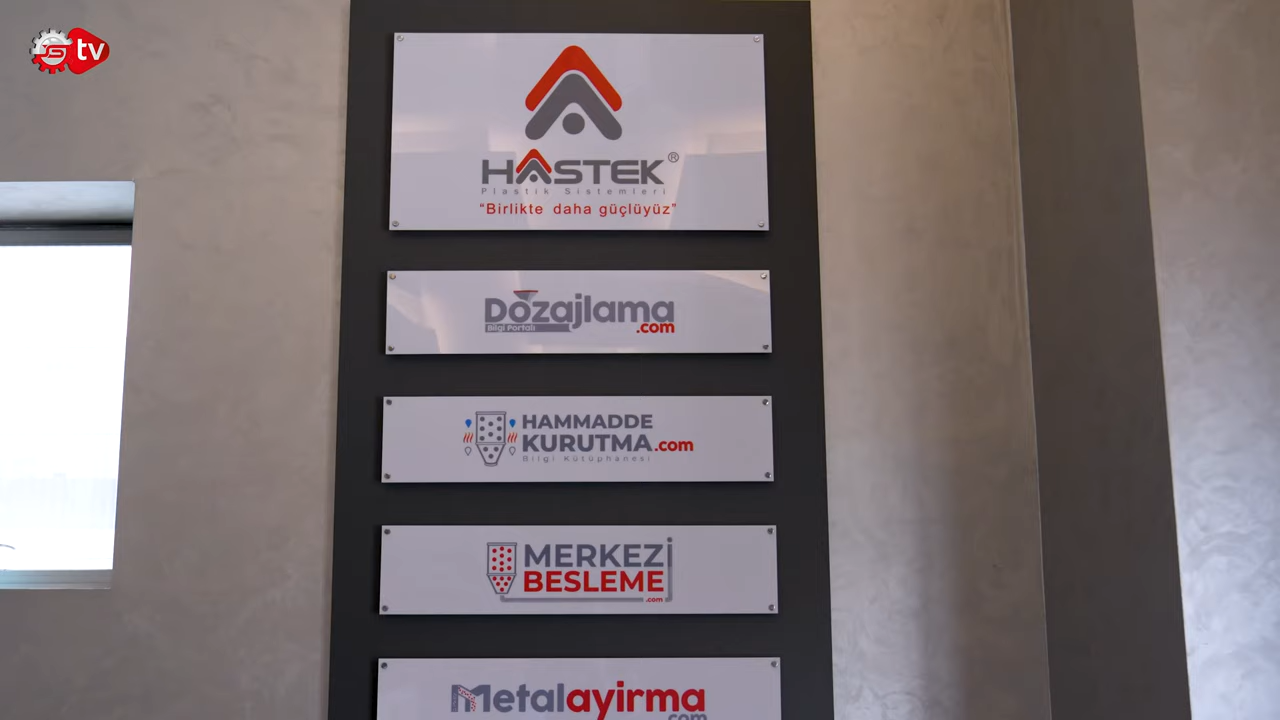 tv
HASTEK®
Plastik Sistemleri
“Birlikte daha güçlüyüz”
Dozajlama
Bilgi Portalı
.com
HAMMADDE
KURUTMA.com
Bilgi Kütüphanesi
MERKEZİ
BESLEME
.com
Metalayirma
.com